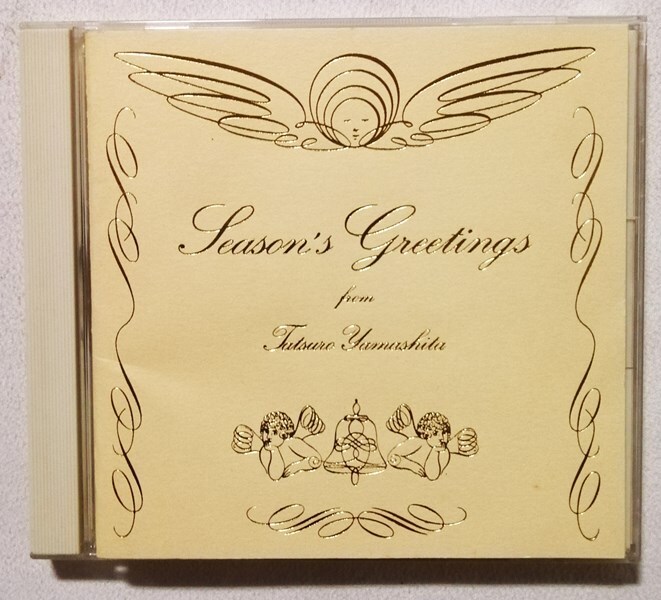 Season's Greetings
from
Tatsuro Yamashita